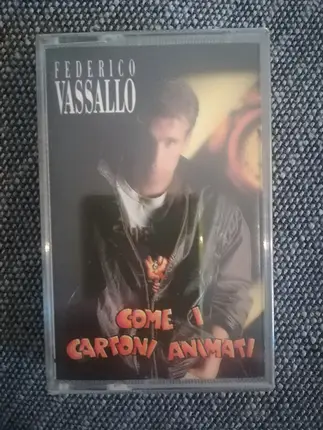 FEDERICO
VASSALLO
COME I
CARTONI ANIMATI